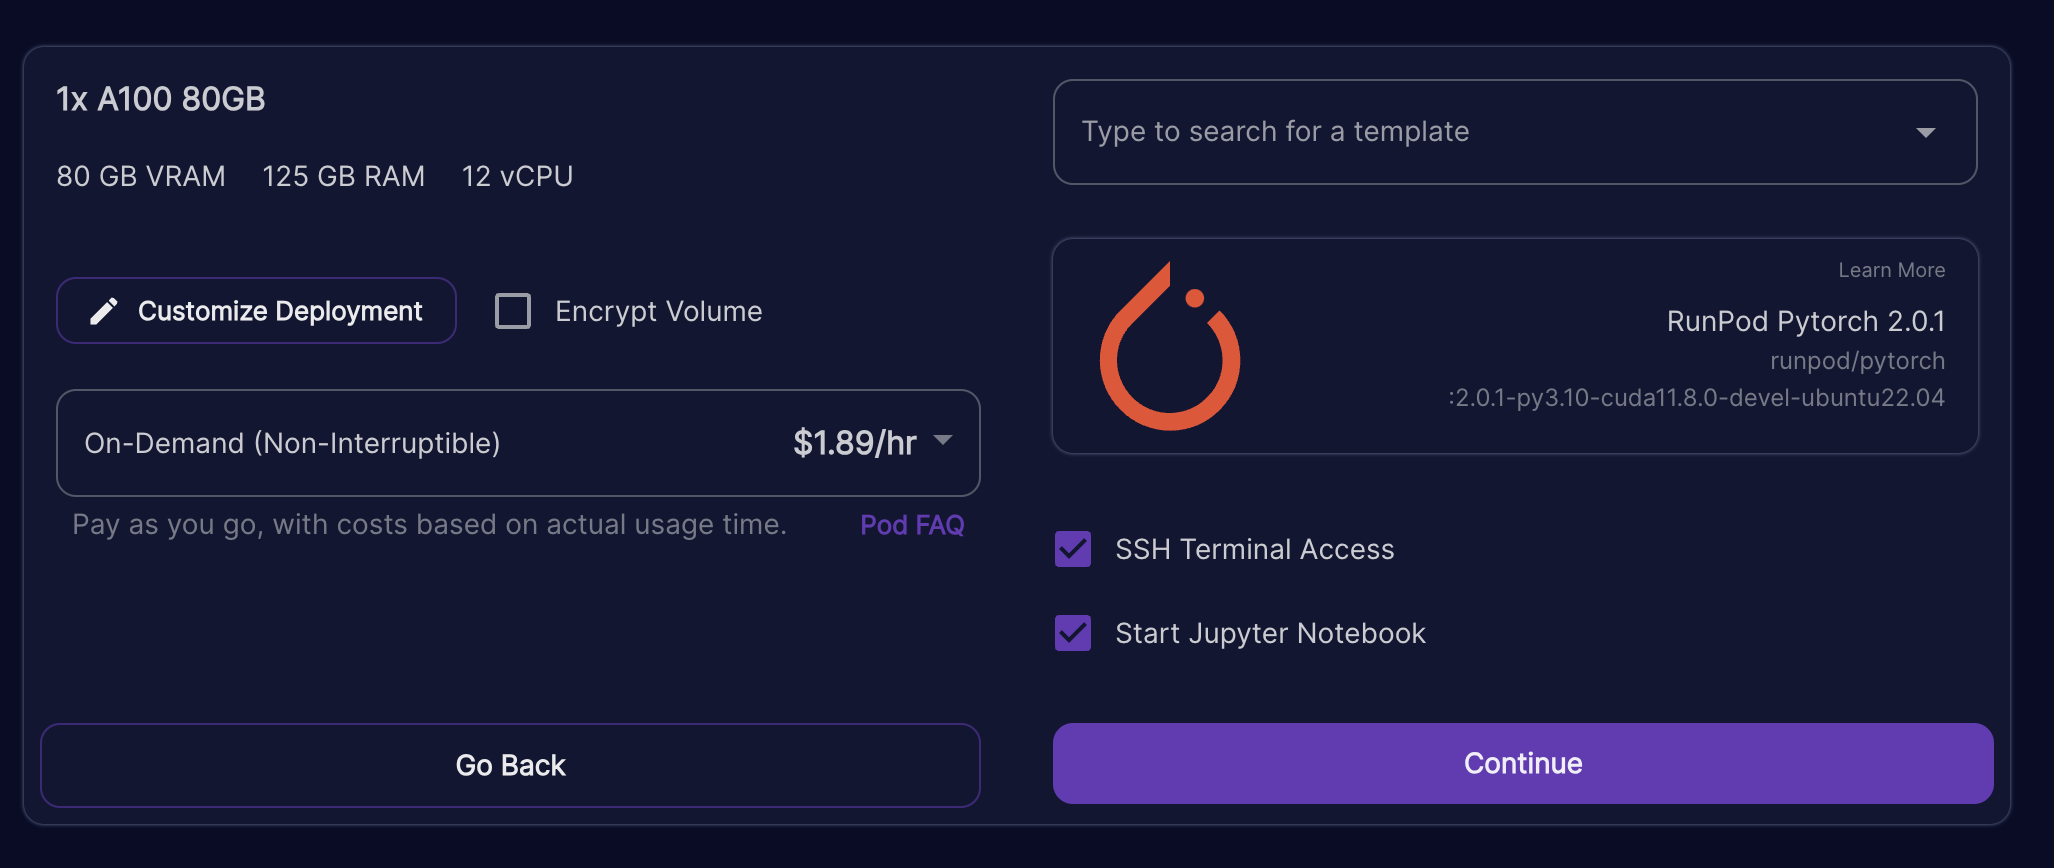 1x A100 80GB
80 GB VRAM 125 GB RAM 12 vCPU
Customize Deployment
Encrypt Volume
On-Demand (Non-Interruptible) $1.89/hr
Pay as you go, with costs based on actual usage time. Pod FAQ
Go Back
Type to search for a template
Learn More
RunPod Pytorch 2.0.1
runpod/pytorch
:2.0.1-py3.10-cuda11.8.0-devel-ubuntu22.04
SSH Terminal Access
Start Jupyter Notebook
Continue